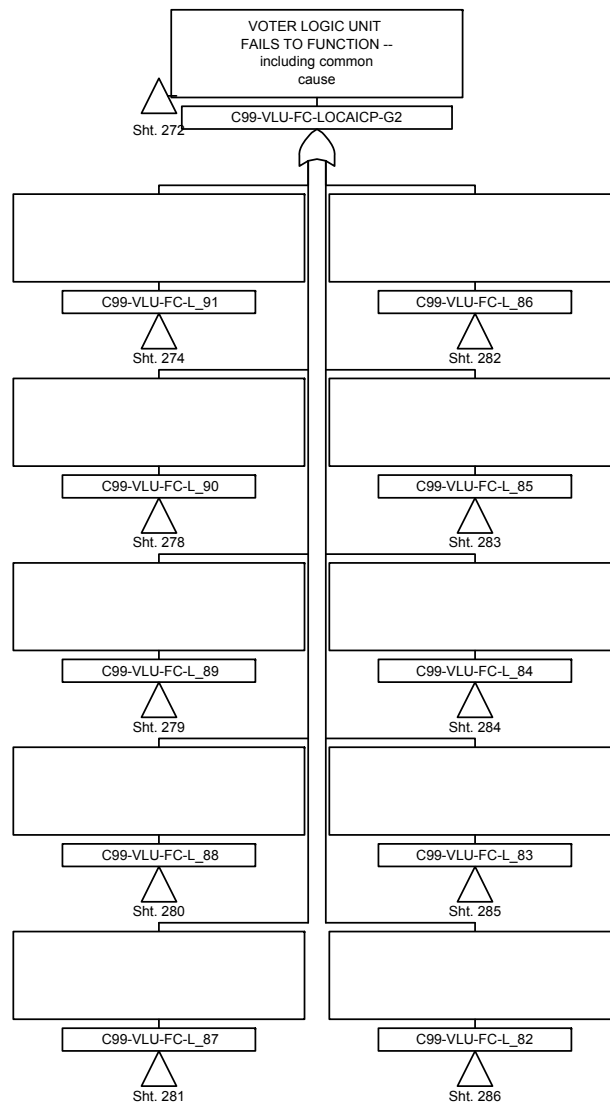 VOTER LOGIC UNIT
FAILS TO FUNCTION --
including common
cause
Sht. 272
C99-VLU-FC-LOCAICP-G2
C99-VLU-FC-L_91
Sht. 274
C99-VLU-FC-L_86
Sht. 282
C99-VLU-FC-L_90
Sht. 278
C99-VLU-FC-L_85
Sht. 283
C99-VLU-FC-L_89
Sht. 279
C99-VLU-FC-L_84
Sht. 284
C99-VLU-FC-L_88
Sht. 280
C99-VLU-FC-L_83
Sht. 285
C99-VLU-FC-L_87
Sht. 281
C99-VLU-FC-L_82
Sht. 286